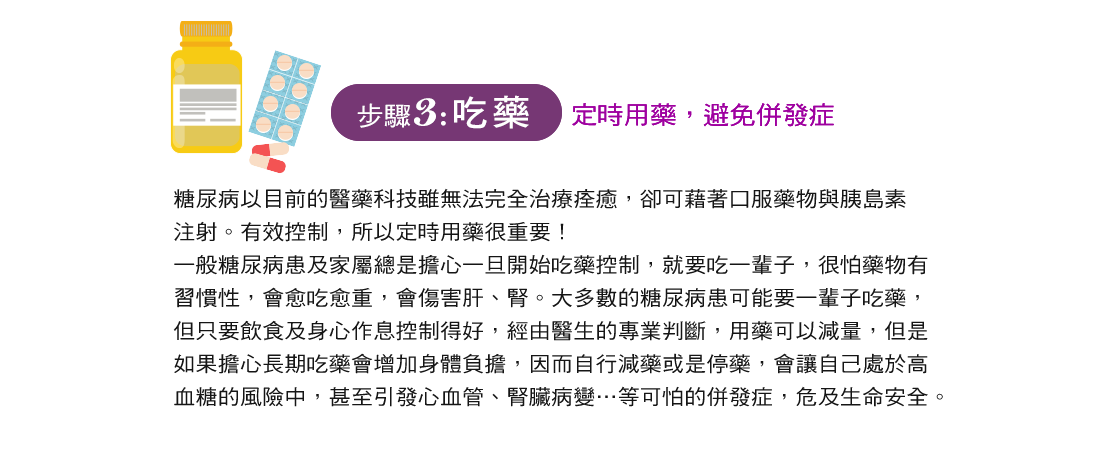 步驟3:吃藥 定時用藥，避免併發症
糖尿病以目前的醫藥科技雖無法完全治療痊癒，卻可藉著口服藥物與胰島素
注射。有效控制，所以定時用藥很重要！
一般糖尿病患及家屬總是擔心一旦開始吃藥控制，就要吃一輩子，很怕藥物有
習慣性，會愈吃愈重，會傷害肝、腎。大多數的糖尿病患可能要一輩子吃藥，
但只要飲食及身心作息控制得好，經由醫生的專業判斷，用藥可以減量，但是
如果擔心長期吃藥會增加身體負擔，因而自行減藥或是停藥，會讓自己處於高
血糖的風險中，甚至引發心血管、腎臟病變…等可怕的併發症，危及生命安全。